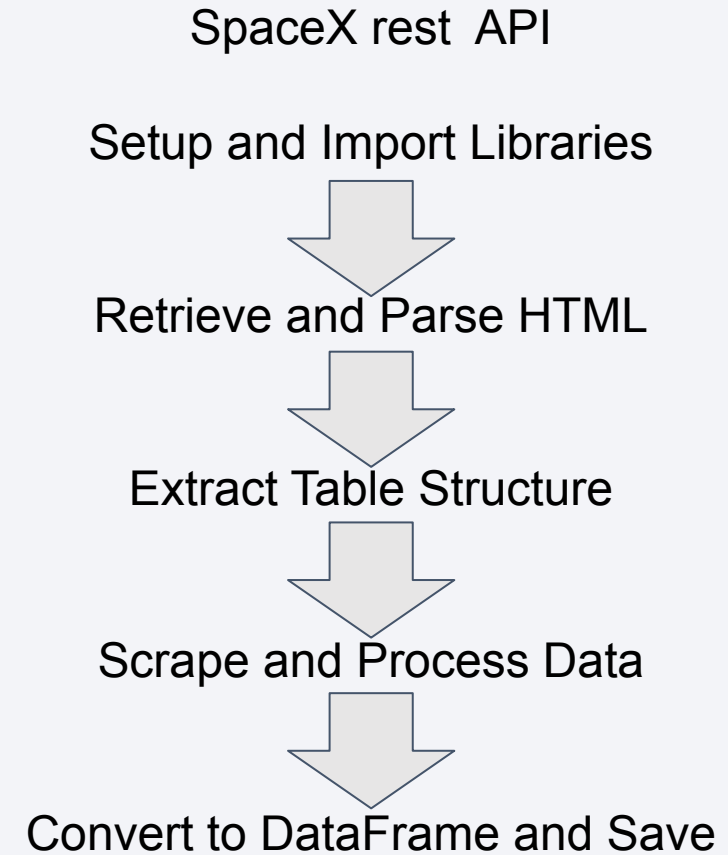 SpaceX rest  API
Setup and Import Libraries
Retrieve and Parse HTML
Extract Table Structure
Scrape and Process Data
Convert to DataFrame and Save